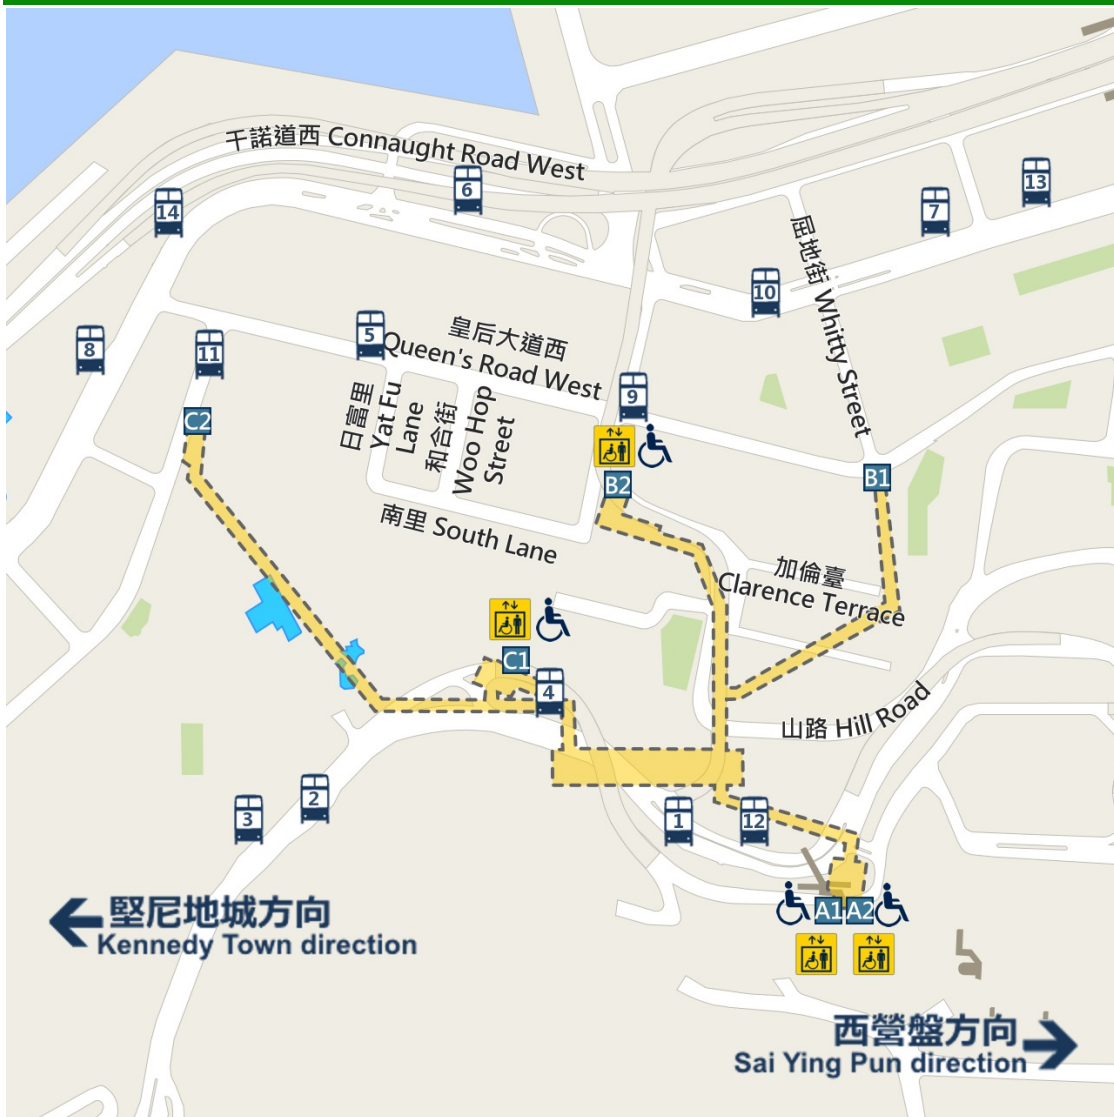 千諾道西 Connaught Road West
6
13
14
7
屈地街 Whitty Street
10
5
皇后大道西
Queen's Road West
8
11
日富里
Yat Fu
Lane
和合街
Woo Hop
Street
9
C2
B2
B1
南里 South Lane
加倫臺
Clarence Terrace
C1
4
山路 Hill Road
2
3
1
12
堅尼地城方向
Kennedy Town direction
A1
A2
西營盤方向
Sai Ying Pun direction